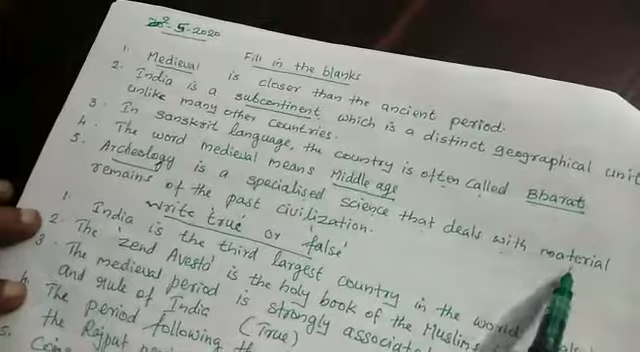 2-5-2020
Fill in the blanks
1. Medieval is closer than the ancient period.
2. India is a subcontinent which is a distinct geographical unit
unlike many other countries.
3. In sanskrit language, the country is often called Bharat
4. The word medieval means Middle age
5. Archeology is a specialised science that deals with material
remains of the past civilization.
Write 'true' or 'false'
1. India is the third largest country in the world
2. The 'Zend Avesta' is the holy book of the Muslims
3. The medieval period is strongly associated
and rule of India (True)
4. The period following the
5. the Rajput